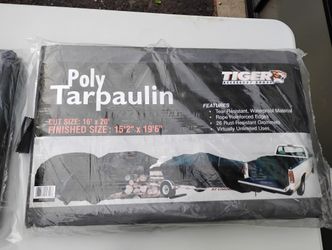 Poly
Tarpaulin
CUT SIZE: 16' x 20'
FINISHED SIZE: 15'2" x 19'6"
TIGER
FEATURES
• Tear-Resistant, Waterproof Material
• Rope Reinforced Edges
• 26 Rust Resistant Grommets
• Virtually Unlimited Uses